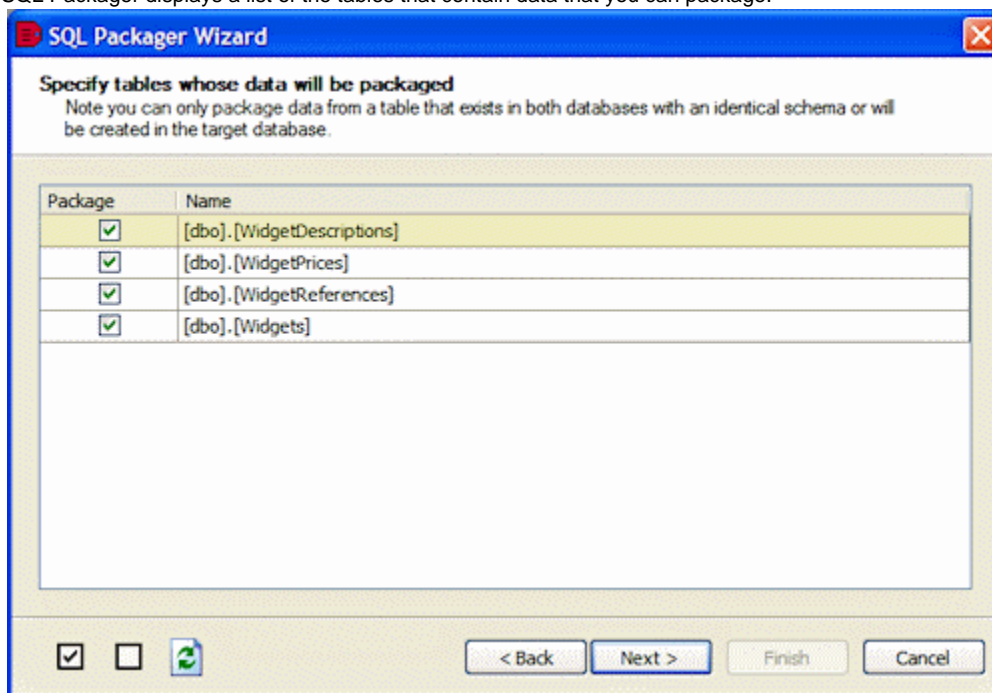 SQL Packager displays a list of the tables that contain data that you can package.
SQL Packager Wizard
Specify tables whose data will be packaged
Note you can only package data from a table that exists in both databases with an identical schema or will
be created in the target database.
Package Name
[dbo].[WidgetDescriptions]
[dbo].[WidgetPrices]
[dbo].[WidgetReferences]
[dbo].[Widgets]
< Back Next > Finish Cancel